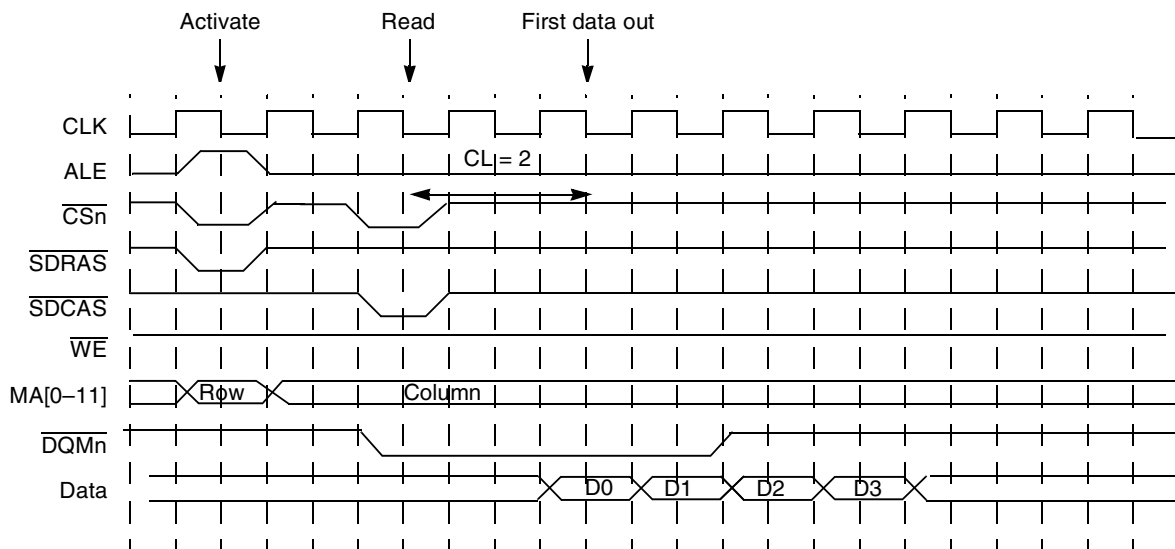 Activate Read First data out
CLK
ALE
CL = 2
CSn
SDRAS
SDCAS
WE
MA[0–11] Row Column
DQMn
Data D0 D1 D2 D3